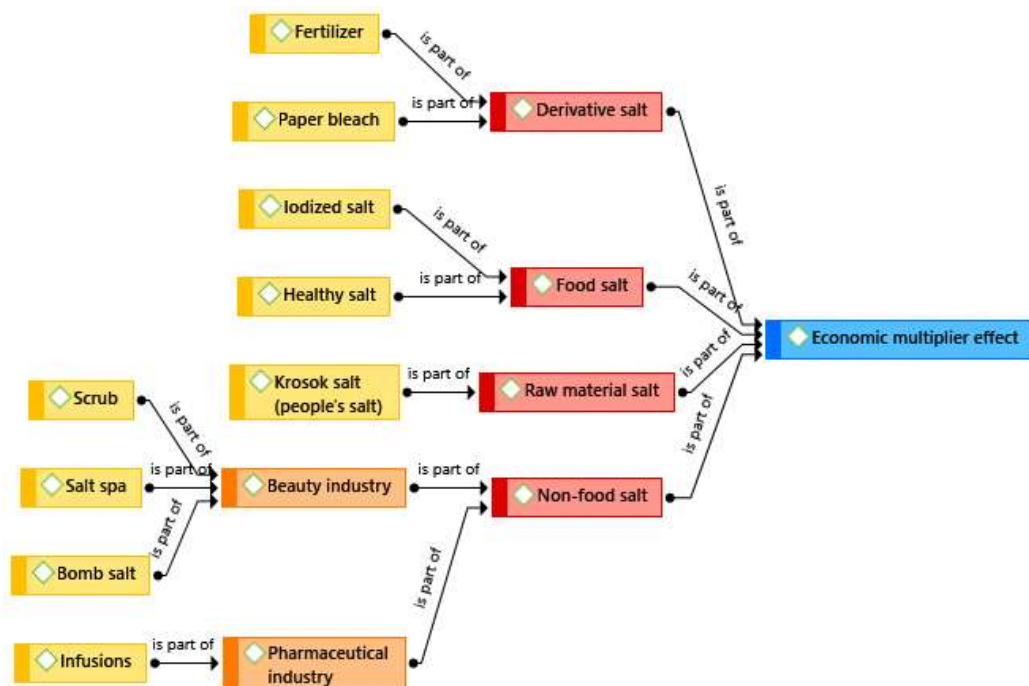 Fertilizer
is part of
Paper bleach
is part of
Derivative salt
is part of
Iodized salt
is part of
Healthy salt
is part of
Food salt
is part of
Economic multiplier effect
Krosok salt
(people's salt)
is part of
Raw material salt
is part of
Scrub
is part of
Salt spa
is part of
Beauty industry
is part of
Non-food salt
is part of
Bomb salt
is part of
is part of
Infusions
is part of
Pharmaceutical
industry